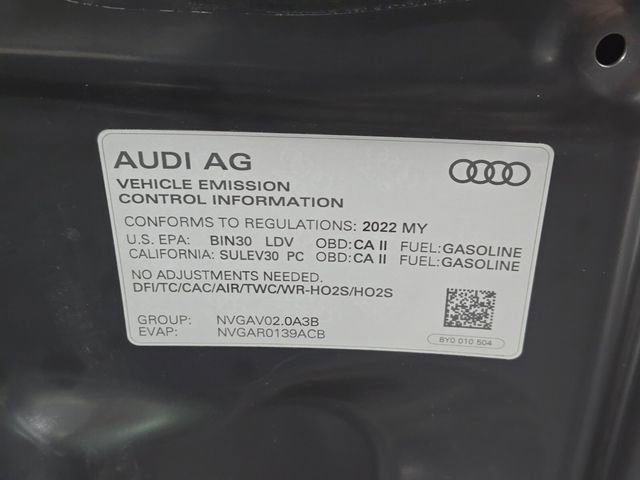 AUDI AG
VEHICLE EMISSION
CONTROL INFORMATION
CONFORMS TO REGULATIONS: 2022 MY
U.S. EPA: BIN30 LDV OBD:CA II FUEL:GASOLINE
CALIFORNIA: SULEV30 PC OBD:CA II FUEL:GASOLINE
NO ADJUSTMENTS NEEDED.
DFI/TC/CAC/AIR/TWC/WR-HO2S/HO2S
GROUP: NVGAV02.0A3B
EVAP: NVGAR0139ACB
8Y0 010 504